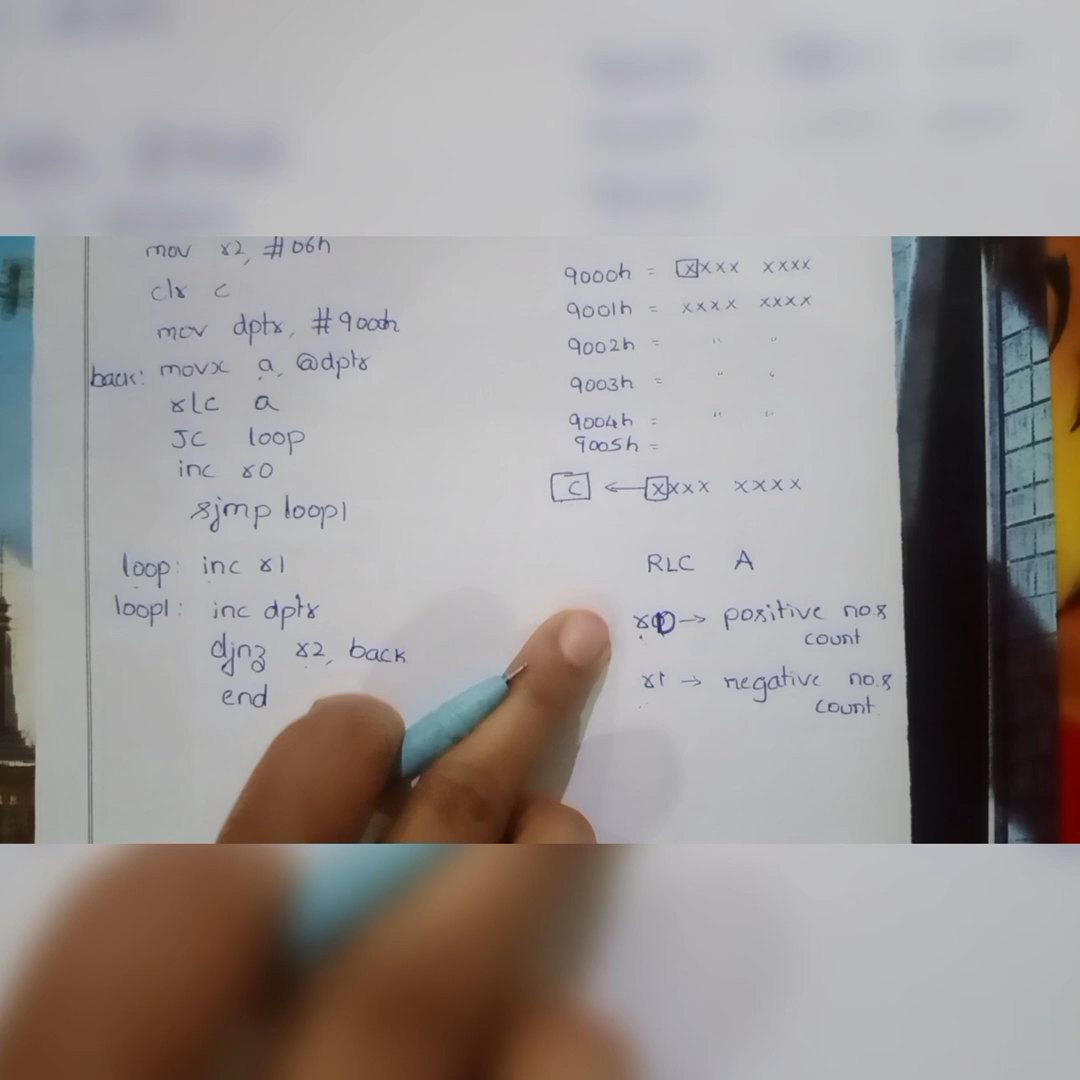 mov r2, #06h
clr c
mov dptr, #9000h
back: movx a, @dptr
rlc a
JC loop
inc r0
sjmp loop1
loop: inc r1
loop1: inc dptr
djnz r2, back
end
9000h = xxxx xxxx
9001h = xxxx xxxx
9002h = " "
9003h = " "
9004h = " "
9005h =
C ← xxxx xxxx
RLC A
r0 → positive no.s
count
r1 → negative no.s
count.